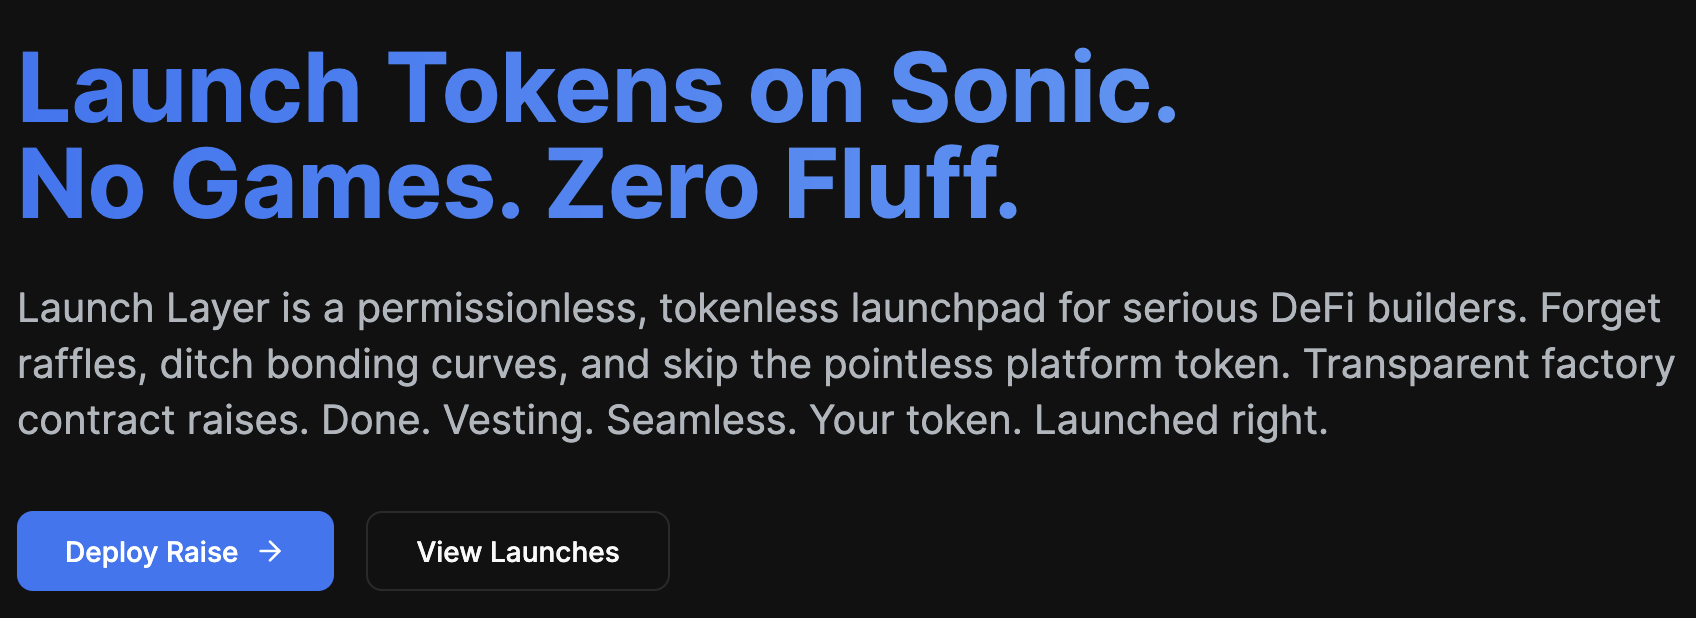 Launch Tokens on Sonic.
No Games. Zero Fluff.
Launch Layer is a permissionless, tokenless launchpad for serious DeFi builders. Forget
raffles, ditch bonding curves, and skip the pointless platform token. Transparent factory
contract raises. Done. Vesting. Seamless. Your token. Launched right.
Deploy Raise →
View Launches